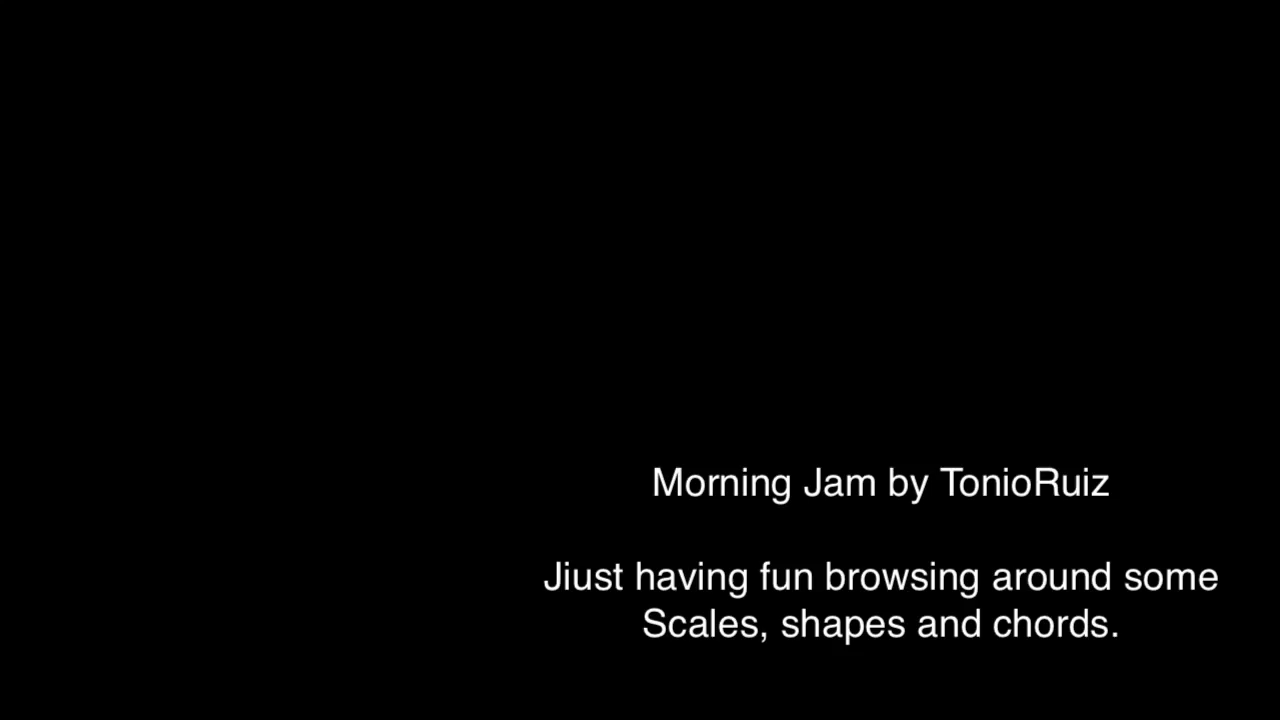 Morning Jam by TonioRuiz
Jiust having fun browsing around some
Scales, shapes and chords.